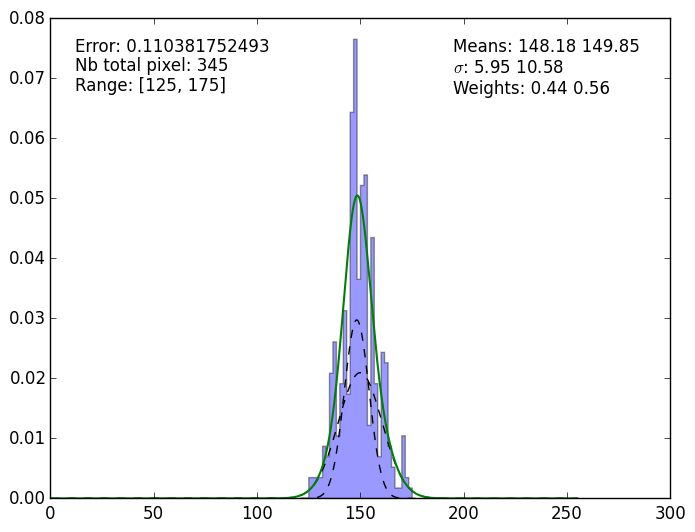 Error: 0.110381752493
Nb total pixel: 345
Range: [125, 175]
Means: 148.18 149.85
σ: 5.95 10.58
Weights: 0.44 0.56
0.08
0.07
0.06
0.05
0.04
0.03
0.02
0.01
0.00
0 50 100 150 200 250 300